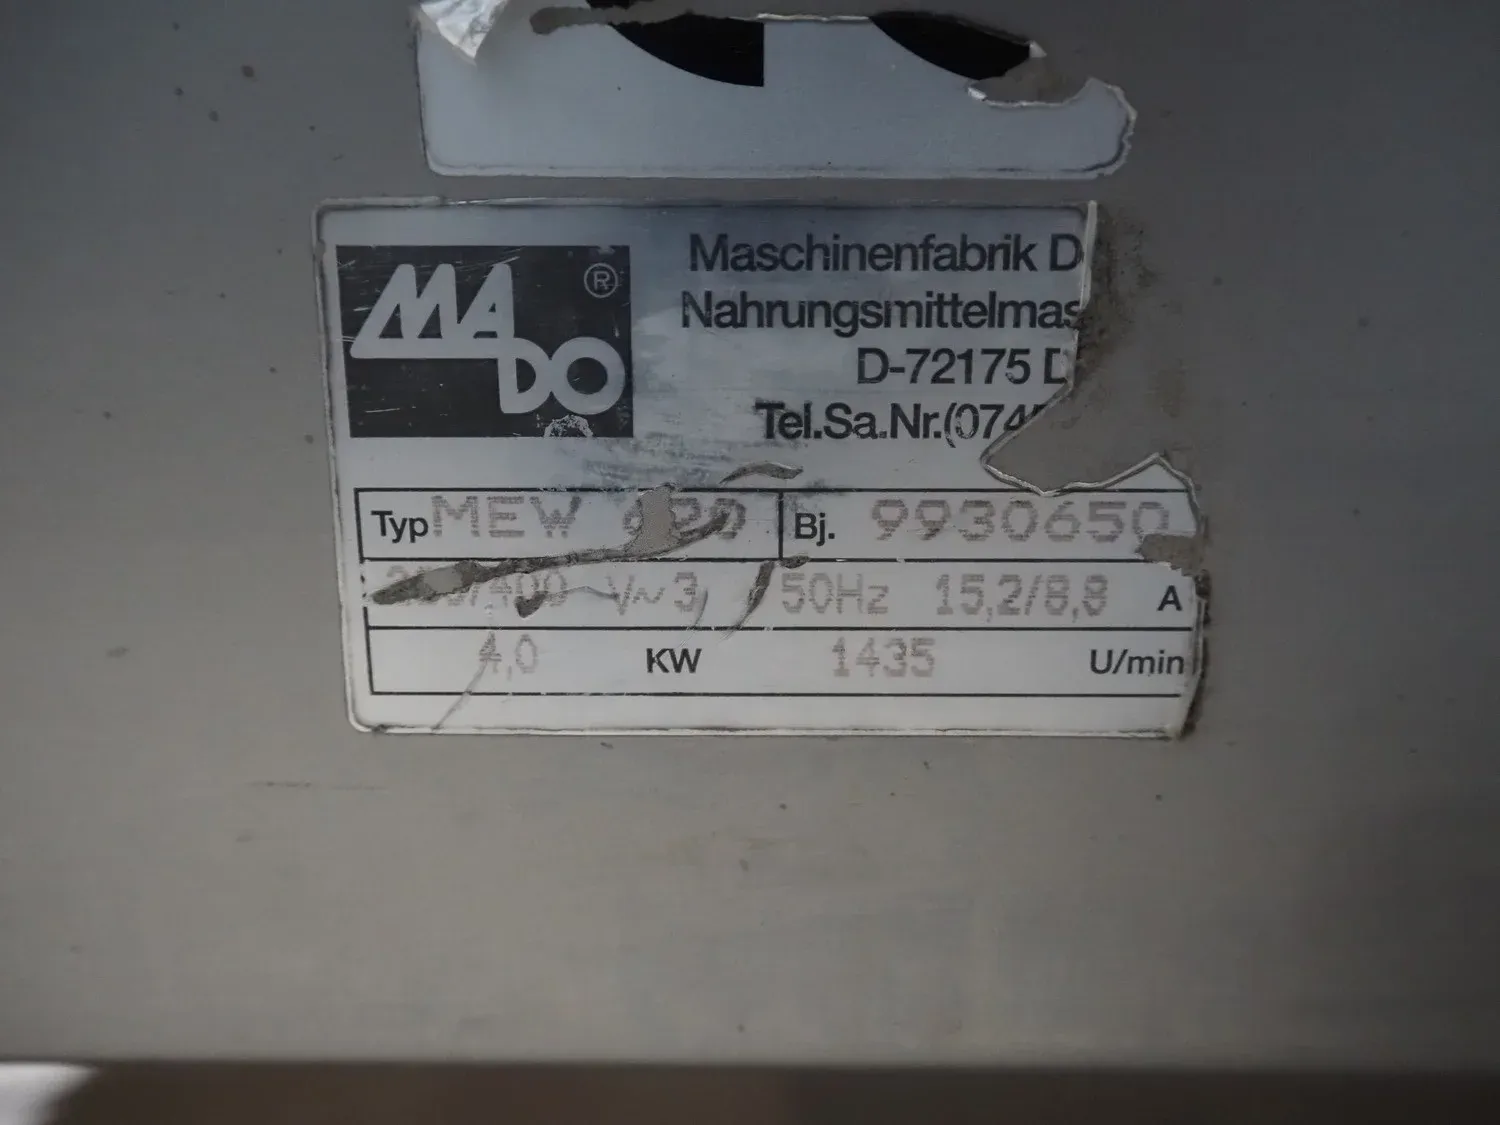 MADO ®
Maschinenfabrik D
Nahrungsmittelmas
D-72175 D
Tel.Sa.Nr.(074
Typ MEW Bj. 9930650
V~3 50Hz 15,2/8,8 A
4,0 KW 1435 U/min